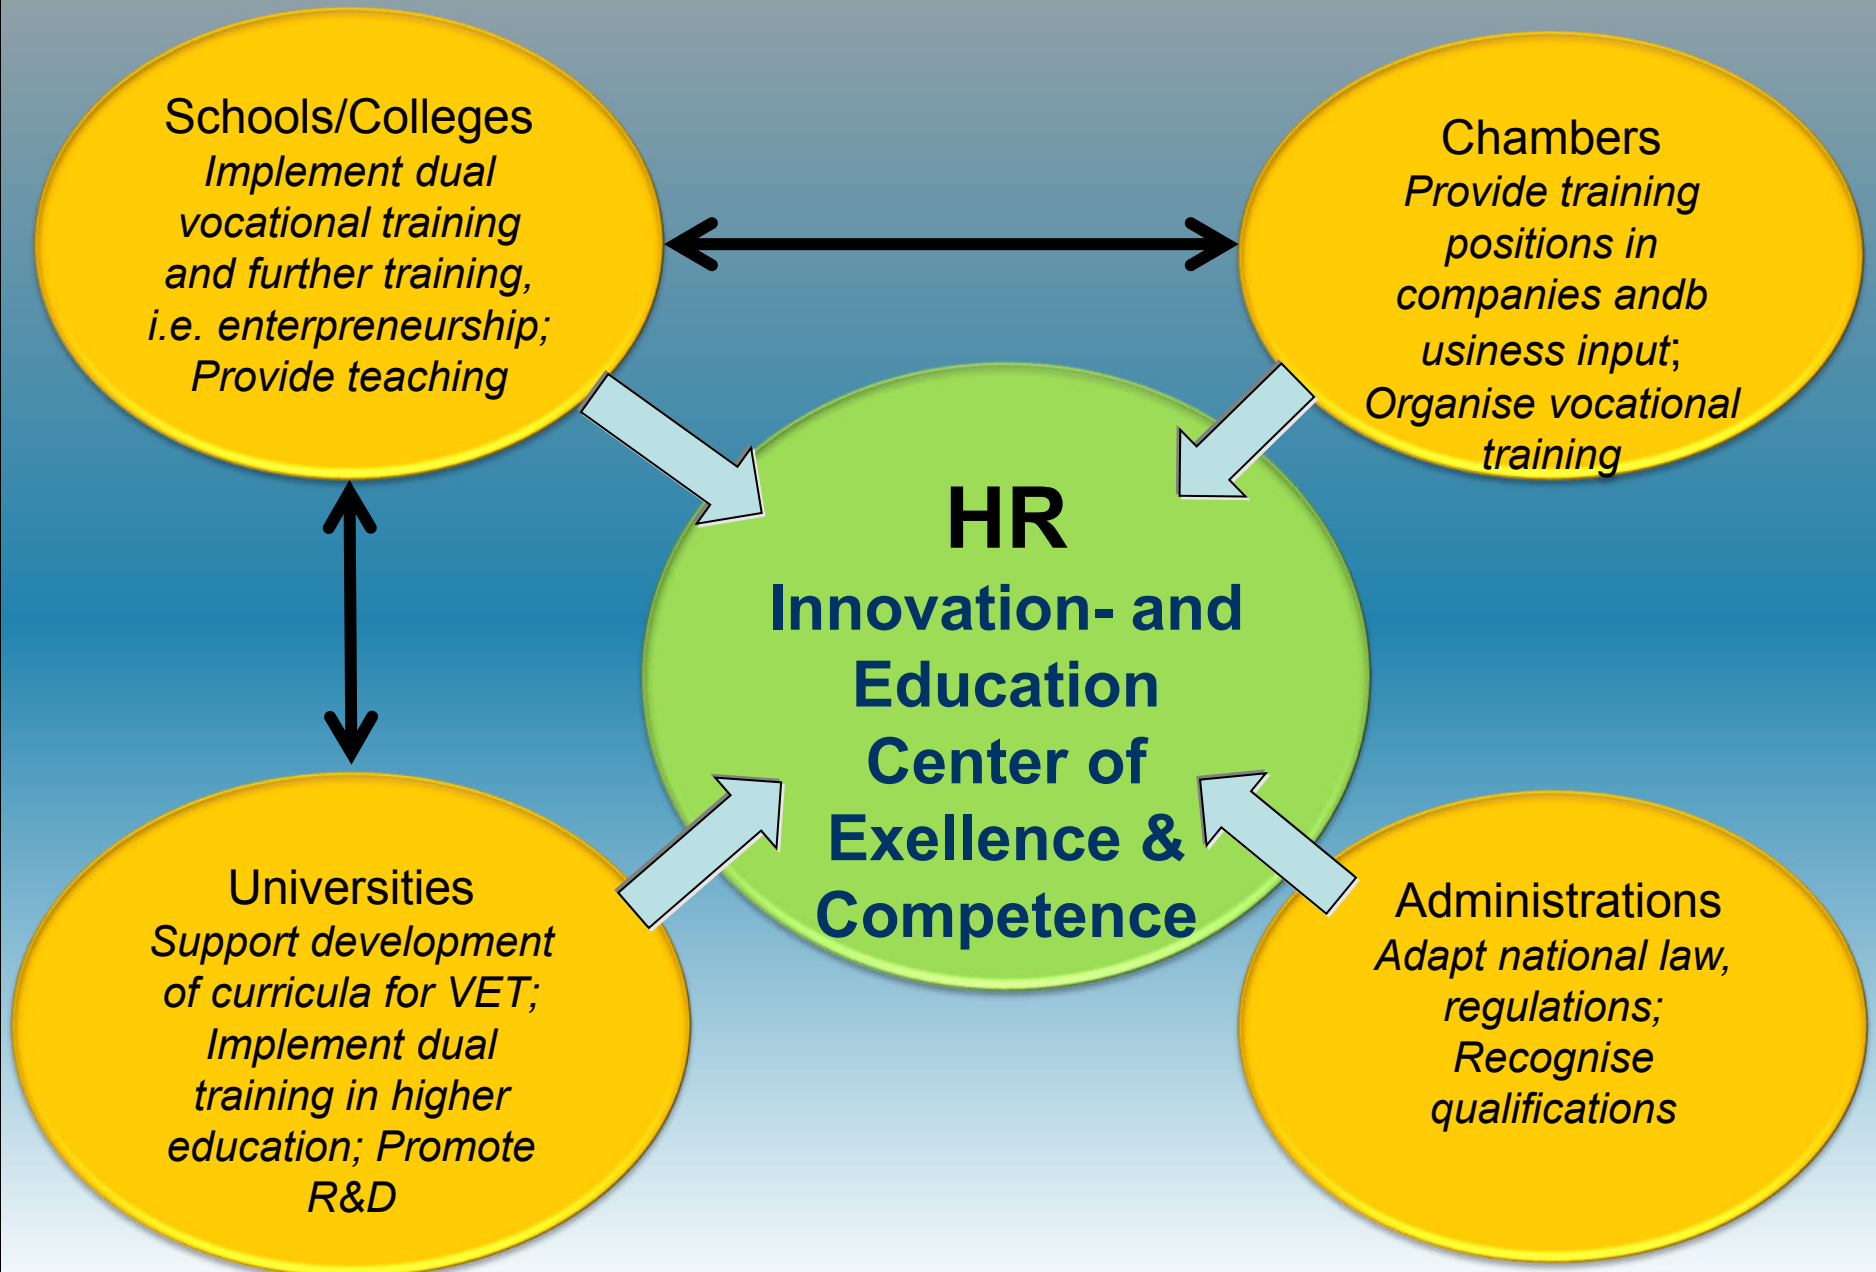 Schools/Colleges
Implement dual
vocational training
and further training,
i.e. enterpreneurship;
Provide teaching
Chambers
Provide training
positions in
companies andb
usiness input;
Organise vocational
training
HR
Innovation- and
Education
Center of
Exellence &
Competence
Universities
Support development
of curricula for VET;
Implement dual
training in higher
education; Promote
R&D
Administrations
Adapt national law,
regulations;
Recognise
qualifications